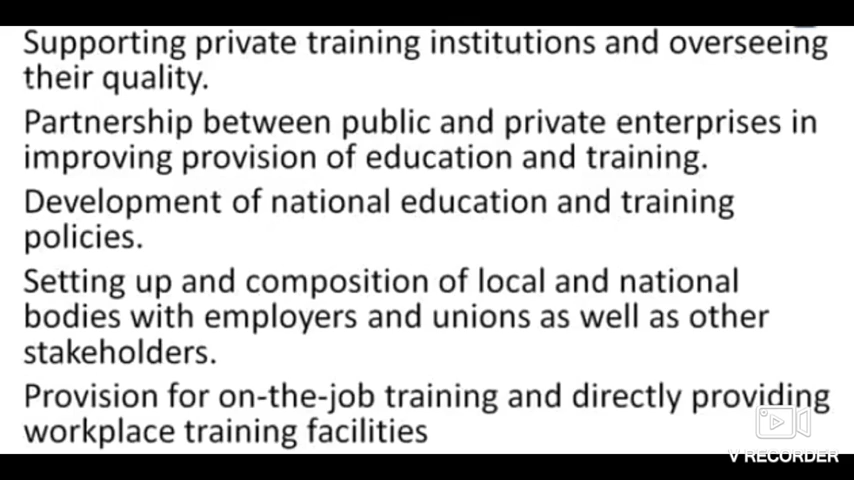 Supporting private training institutions and overseeing
their quality.
Partnership between public and private enterprises in
improving provision of education and training.
Development of national education and training
policies.
Setting up and composition of local and national
bodies with employers and unions as well as other
stakeholders.
Provision for on-the-job training and directly providing
workplace training facilities
V RECORDER